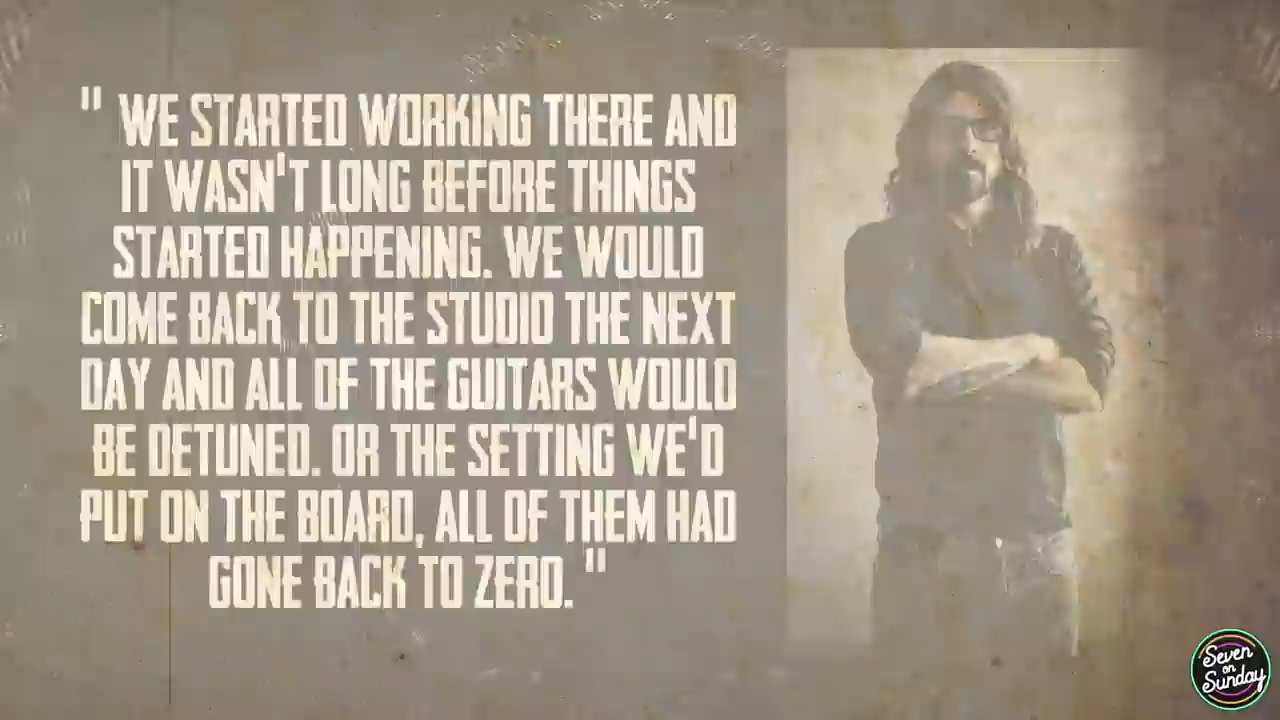 " WE STARTED WORKING THERE AND
IT WASN'T LONG BEFORE THINGS
STARTED HAPPENING. WE WOULD
COME BACK TO THE STUDIO THE NEXT
DAY AND ALL OF THE GUITARS WOULD
BE DETUNED. OR THE SETTING WE'D
PUT ON THE BOARD, ALL OF THEM HAD
GONE BACK TO ZERO. "
Seven
on
Sunday